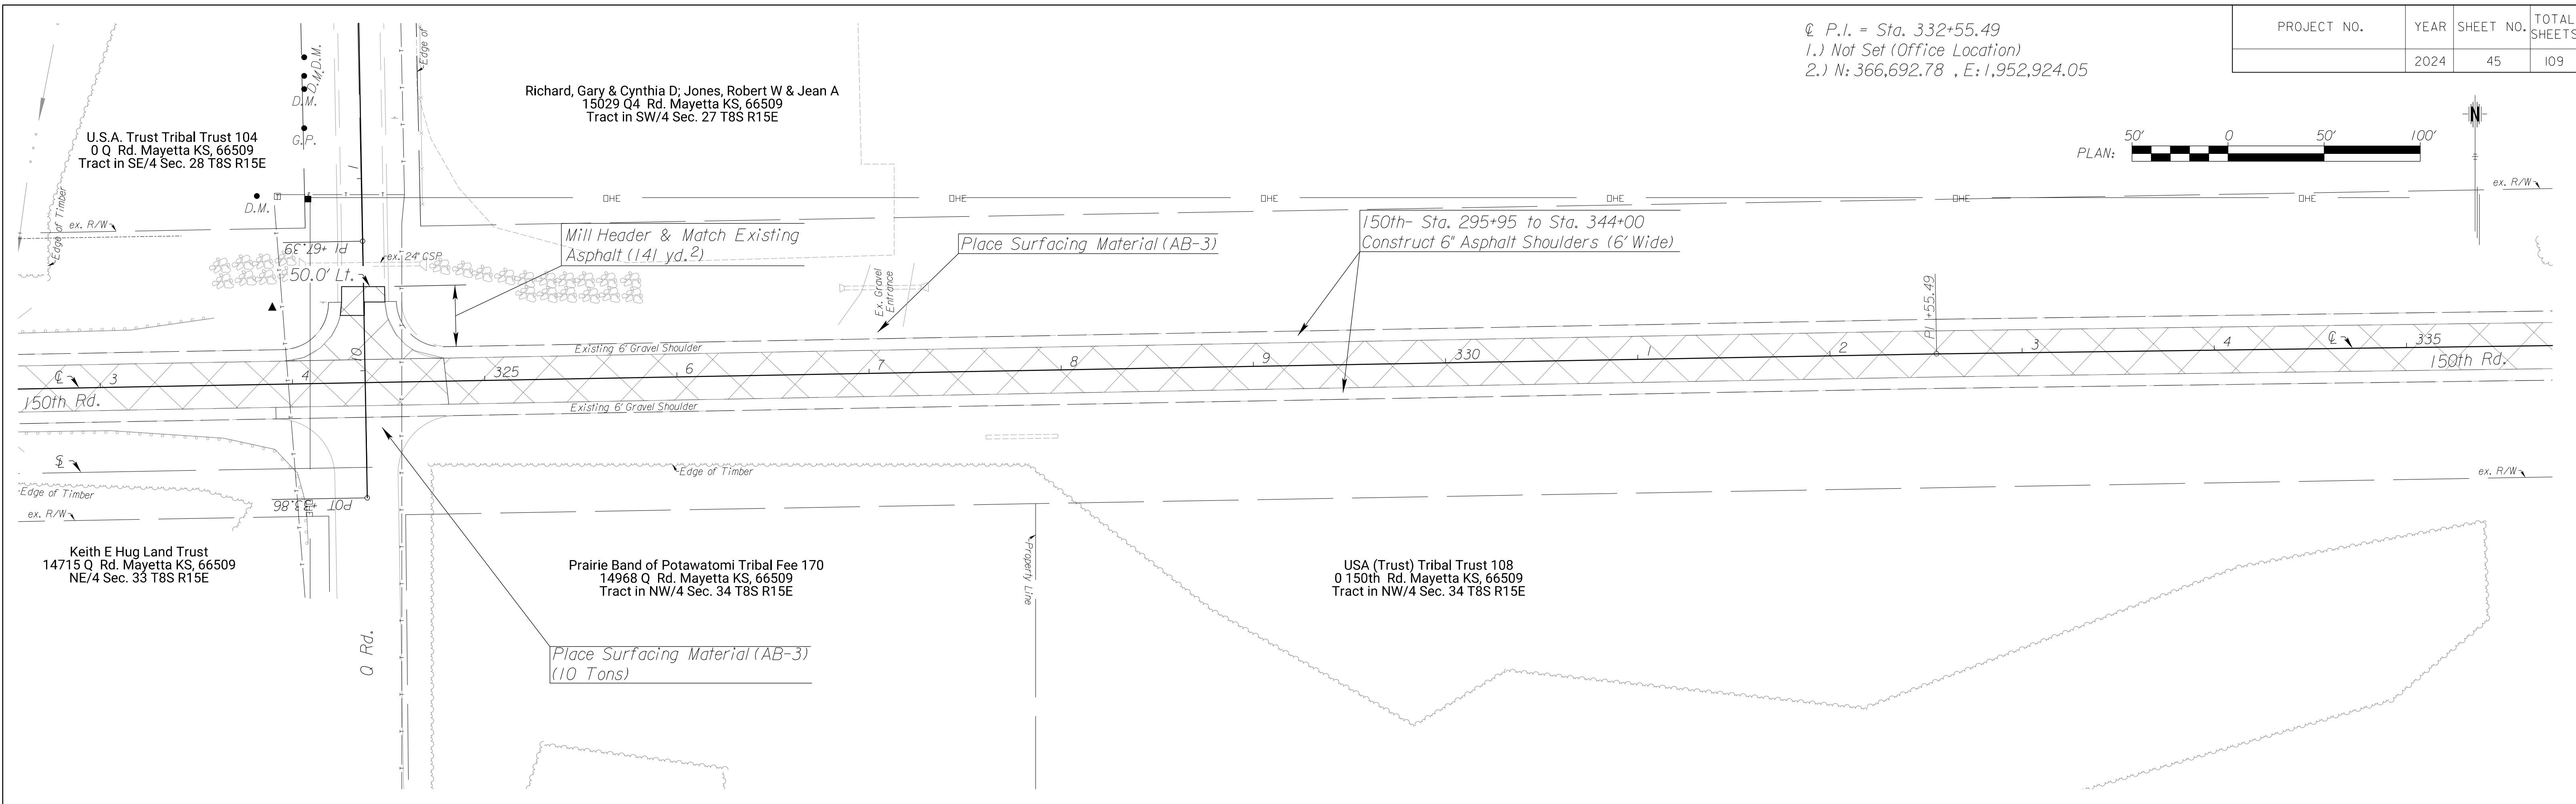 ℄ P.I. = Sta. 332+55.49
1.) Not Set (Office Location)
2.) N: 366,692.78 , E: 1,952,924.05
PROJECT NO. YEAR SHEET NO. TOTAL SHEETS
2024 45 109
N
PLAN: 50' 0 50' 100'
D.M.
D.M.
D.M.
G.P.
D.M.
Edge of
U.S.A. Trust Tribal Trust 104
0 Q Rd. Mayetta KS, 66509
Tract in SE/4 Sec. 28 T8S R15E
Richard, Gary & Cynthia D; Jones, Robert W & Jean A
15029 Q4 Rd. Mayetta KS, 66509
Tract in SW/4 Sec. 27 T8S R15E
Edge of Timber
ex. R/W
ex. R/W
OHE OHE OHE OHE OHE OHE
1
PI +67.39
50.0' Lt.
ex. 24" CSP
Mill Header & Match Existing
Asphalt (141 yd.²)
Place Surfacing Material (AB-3)
150th- Sta. 295+95 to Sta. 344+00
Construct 6" Asphalt Shoulders (6' Wide)
Ex. Gravel
Entrance
PI +55.49
Existing 6' Gravel Shoulder
10
℄ 3 4 325 6 7 8 9 330 1 2 3 4 ℄ 335
150th Rd.
150th Rd.
Existing 6' Gravel Shoulder
Edge of Timber
Edge of Timber
ex. R/W
ex. R/W
POT +33.86
Keith E Hug Land Trust
14715 Q Rd. Mayetta KS, 66509
NE/4 Sec. 33 T8S R15E
Prairie Band of Potawatomi Tribal Fee 170
14968 Q Rd. Mayetta KS, 66509
Tract in NW/4 Sec. 34 T8S R15E
Property Line
USA (Trust) Tribal Trust 108
0 150th Rd. Mayetta KS, 66509
Tract in NW/4 Sec. 34 T8S R15E
Q Rd.
Place Surfacing Material (AB-3)
(10 Tons)